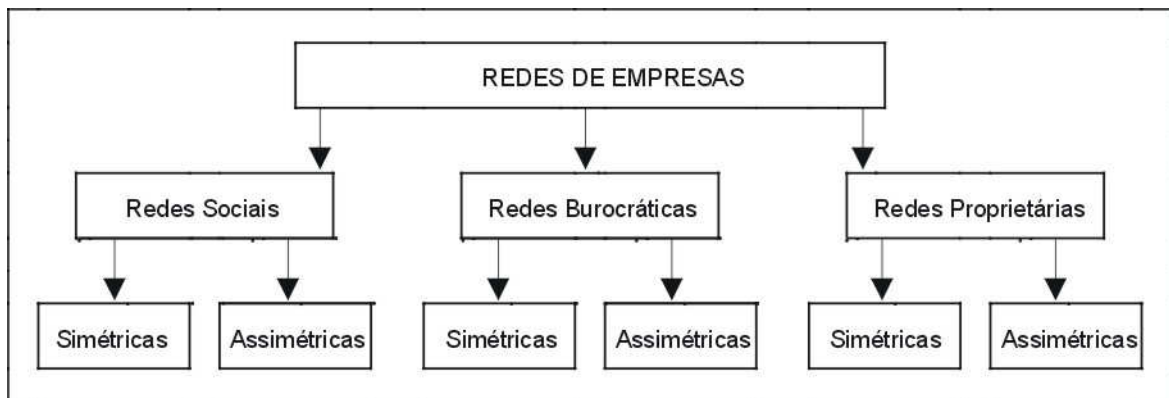 REDES DE EMPRESAS
Redes Sociais
Redes Burocráticas
Redes Proprietárias
Simétricas
Assimétricas
Simétricas
Assimétricas
Simétricas
Assimétricas